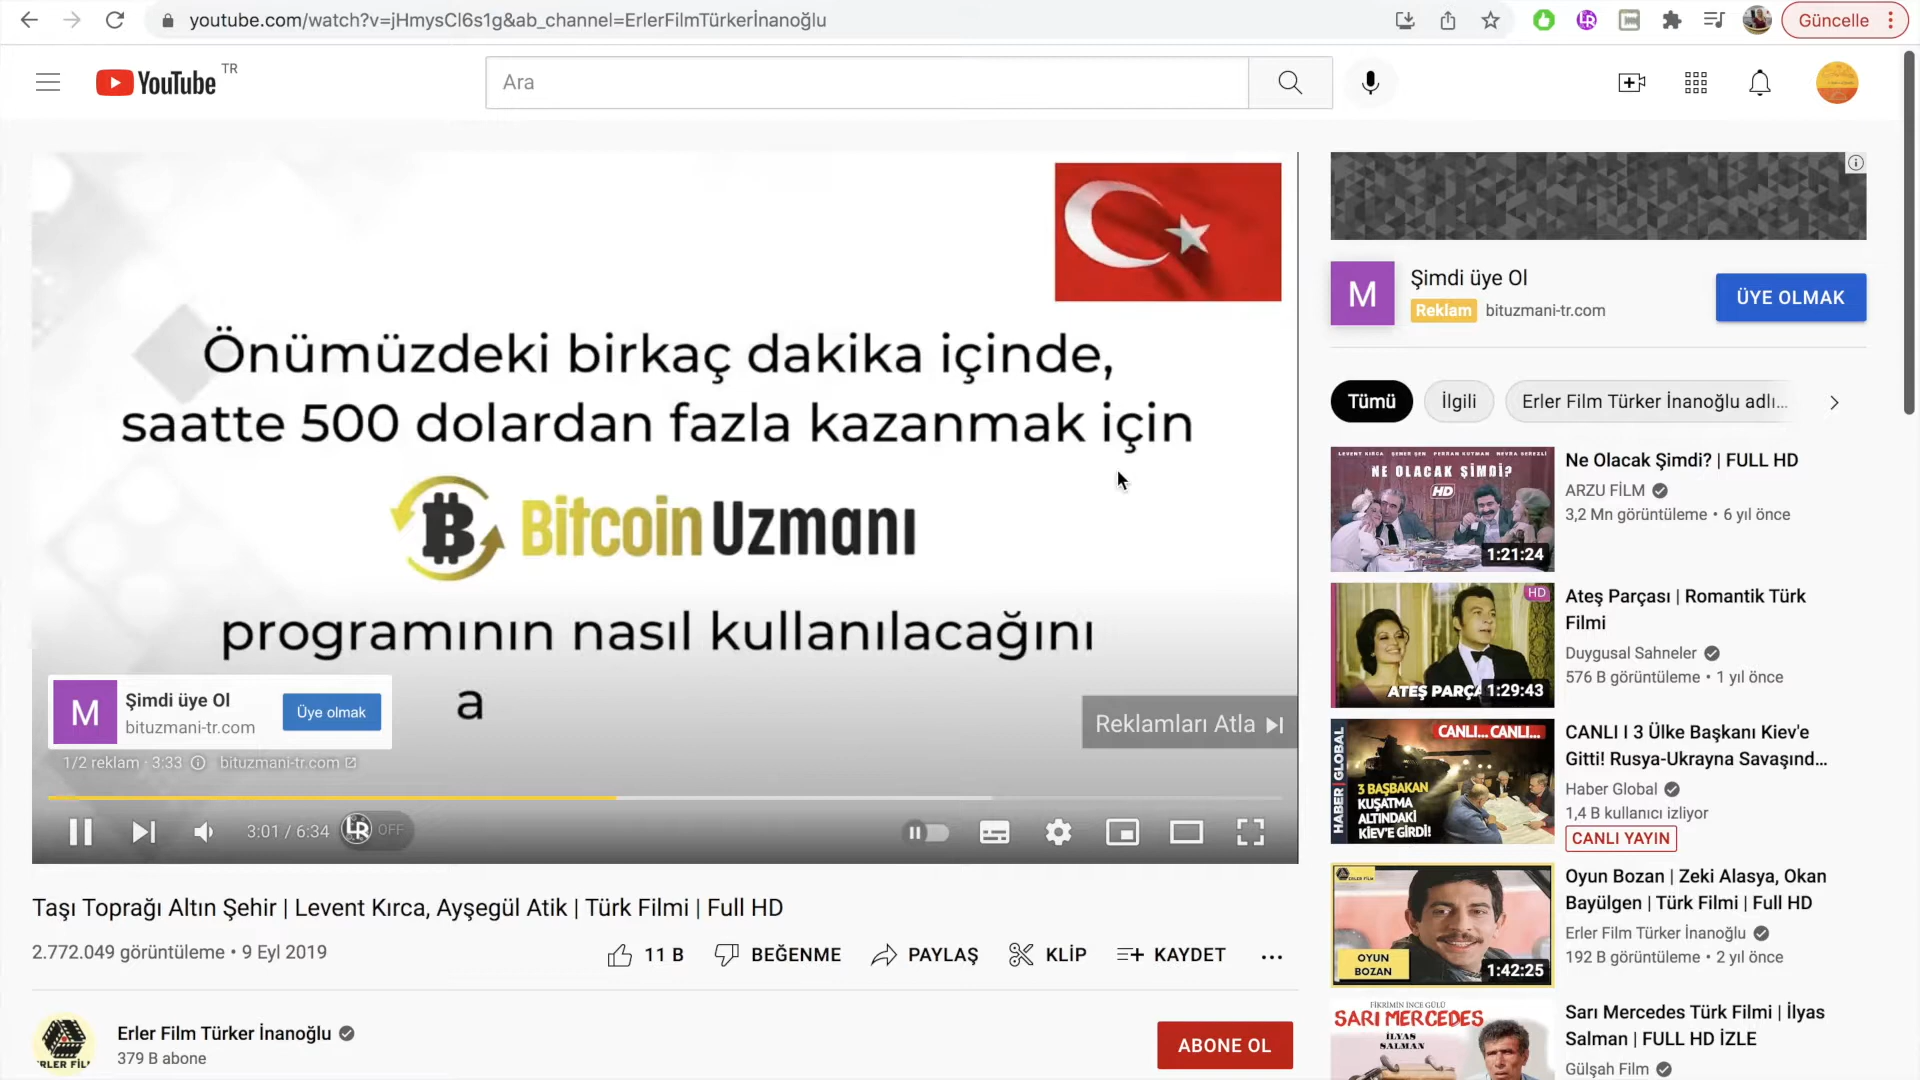 youtube.com/watch?v=jHmysCl6s1g&ab_channel=ErlerFilmTürkerİnanoğlu
Güncelle
YouTube TR
Ara
Önümüzdeki birkaç dakika içinde,
saatte 500 dolardan fazla kazanmak için
Bitcoin Uzmanı
programının nasıl kullanılacağını
a
M
Şimdi üye Ol
bituzmani-tr.com
Üye olmak
Reklamları Atla
1/2 reklam · 3:33
bituzmani-tr.com
3:01 / 6:34
LR OFF
Taşı Toprağı Altın Şehir | Levent Kırca, Ayşegül Atik | Türk Filmi | Full HD
2.772.049 görüntüleme • 9 Eyl 2019
11 B
BEĞENME
PAYLAŞ
KLİP
KAYDET
Erler Film Türker İnanoğlu
379 B abone
ABONE OL
M
Şimdi üye Ol
Reklam bituzmani-tr.com
ÜYE OLMAK
Tümü
İlgili
Erler Film Türker İnanoğlu adlı...
LEVENT KIRCA ŞENER ŞEN PERRAN KUTMAN NEVRA SEREZLİ
NE OLACAK ŞİMDİ?
HD
1:21:24
Ne Olacak Şimdi? | FULL HD
ARZU FİLM
3,2 Mn görüntüleme • 6 yıl önce
HD
ATEŞ PARÇA
1:29:43
Ateş Parçası | Romantik Türk
Filmi
Duygusal Sahneler
576 B görüntüleme • 1 yıl önce
HABER GLOBAL
CANLI... CANLI...
3 BAŞBAKAN
KUŞATMA
ALTINDAKİ
KİEV'E GİRDİ!
CANLI I 3 Ülke Başkanı Kiev'e
Gitti! Rusya-Ukrayna Savaşınd...
Haber Global
1,4 B kullanıcı izliyor
CANLI YAYIN
ERLER FİLM
OYUN
BOZAN
1:42:25
Oyun Bozan | Zeki Alasya, Okan
Bayülgen | Türk Filmi | Full HD
Erler Film Türker İnanoğlu
192 B görüntüleme • 2 yıl önce
FİKRİMİN İNCE GÜLÜ
SARI MERCEDES
İLYAS
SALMAN
Sarı Mercedes Türk Filmi | İlyas
Salman | FULL HD İZLE
Gülşah Film